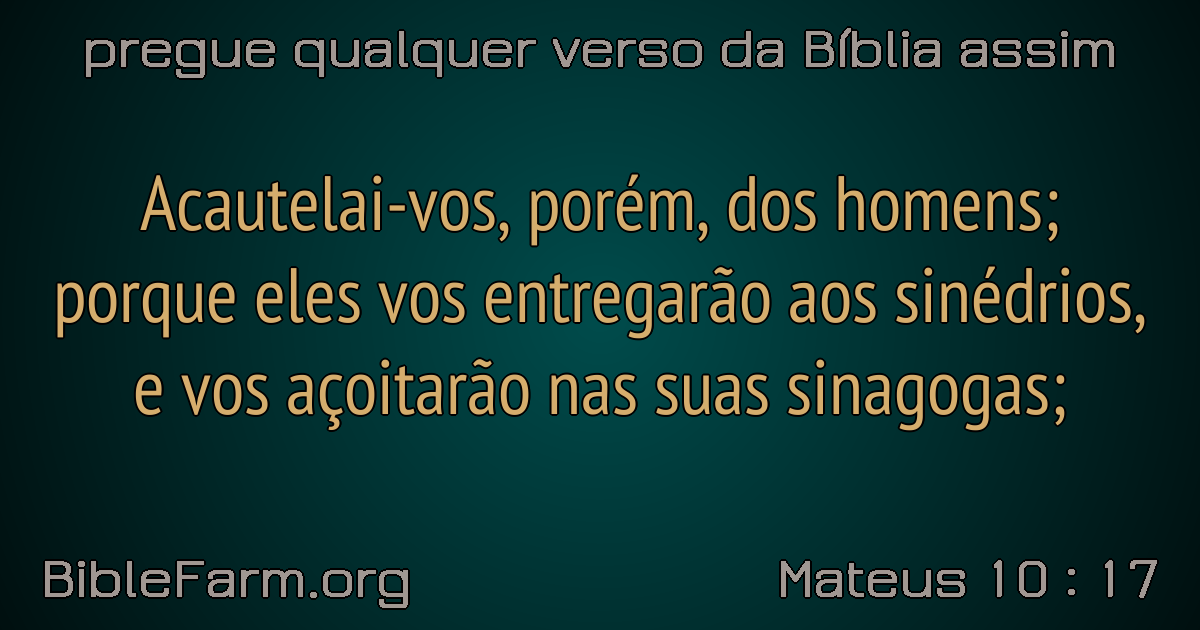 pregue qualquer verso da Bíblia assim
Acautelai-vos, porém, dos homens;
porque eles vos entregarão aos sinédrios,
e vos açoitarão nas suas sinagogas;
BibleFarm.org
Mateus 10 : 17